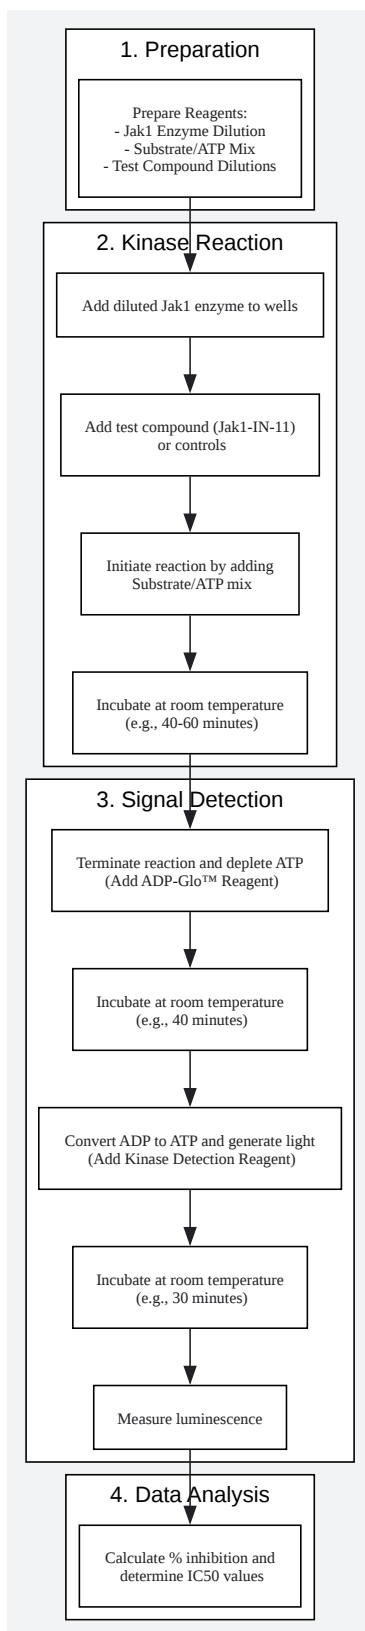 1. Preparation
Prepare Reagents:
- Jak1 Enzyme Dilution
- Substrate/ATP Mix
- Test Compound Dilutions
2. Kinase Reaction
Add diluted Jak1 enzyme to wells
Add test compound (Jak1-IN-11)
or controls
Initiate reaction by adding
Substrate/ATP mix
Incubate at room temperature
(e.g., 40-60 minutes)
3. Signal Detection
Terminate reaction and deplete ATP
(Add ADP-Glo™ Reagent)
Incubate at room temperature
(e.g., 40 minutes)
Convert ADP to ATP and generate light
(Add Kinase Detection Reagent)
Incubate at room temperature
(e.g., 30 minutes)
Measure luminescence
4. Data Analysis
Calculate % inhibition and
determine IC50 values